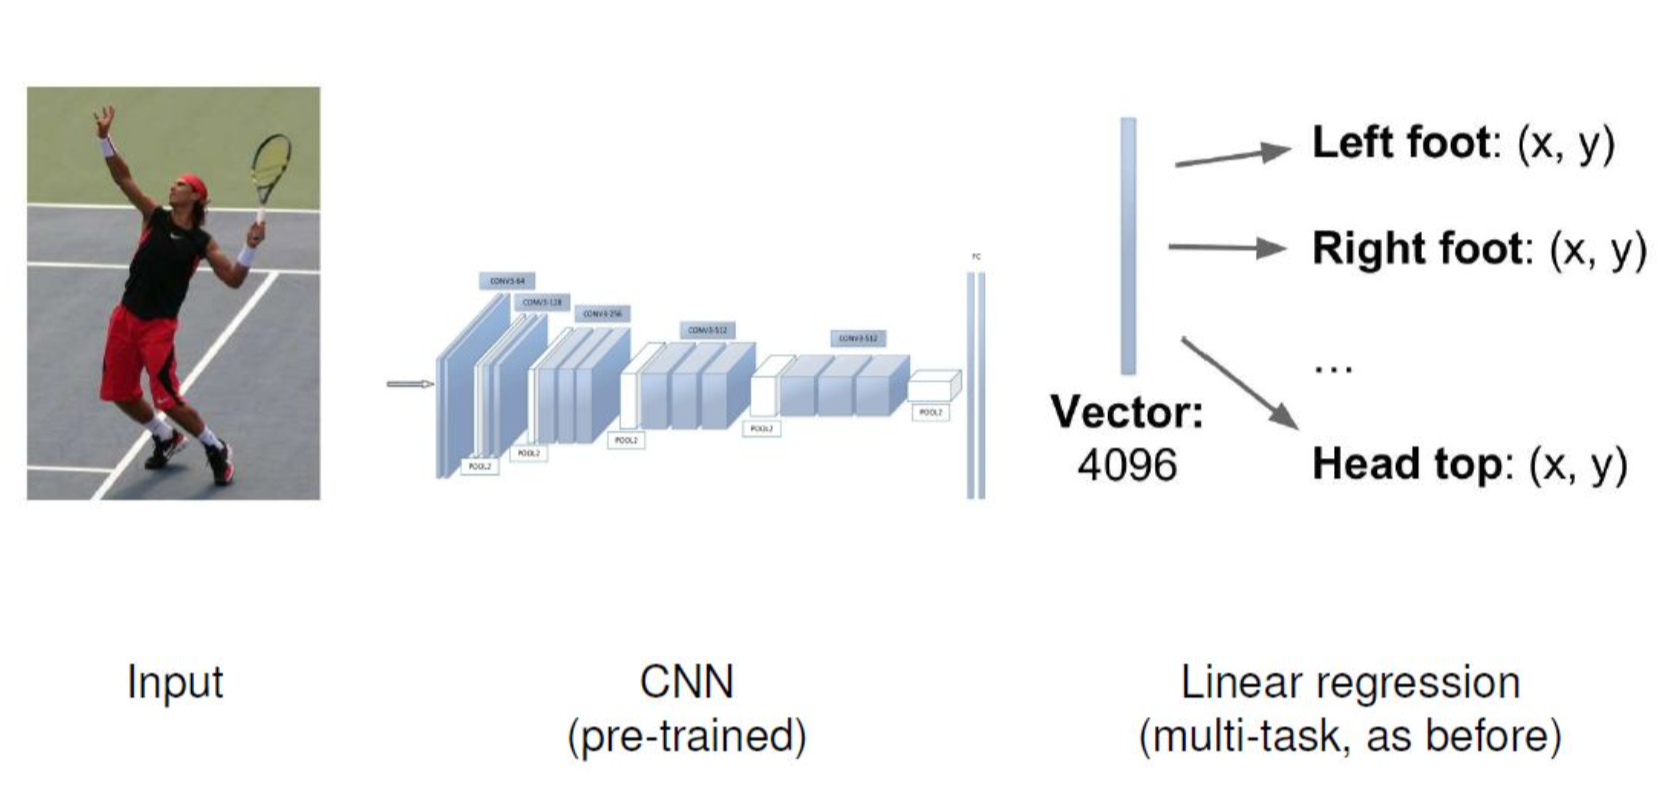 CONV3-64
CONV3-128
CONV3-256
CONV3-512
CONV3-512
POOL2
POOL2
POOL2
POOL2
POOL2
FC
Vector:
4096
Left foot: (x, y)
Right foot: (x, y)
...
Head top: (x, y)
Input
CNN
(pre-trained)
Linear regression
(multi-task, as before)